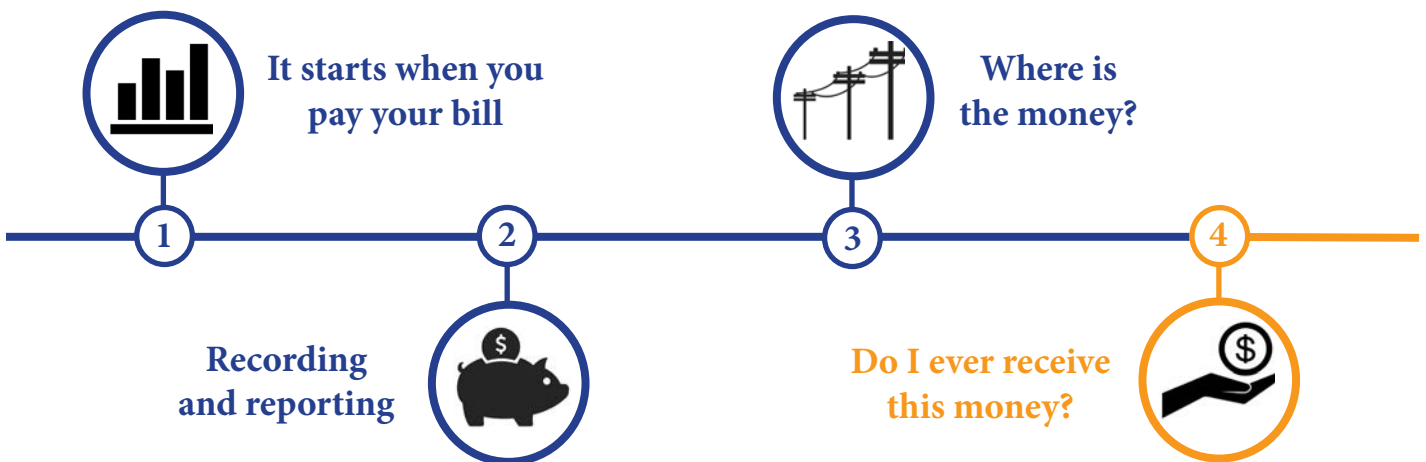 It starts when you
pay your bill
1
Recording
and reporting
2
$
Where is
the money?
3
Do I ever receive
this money?
4
$